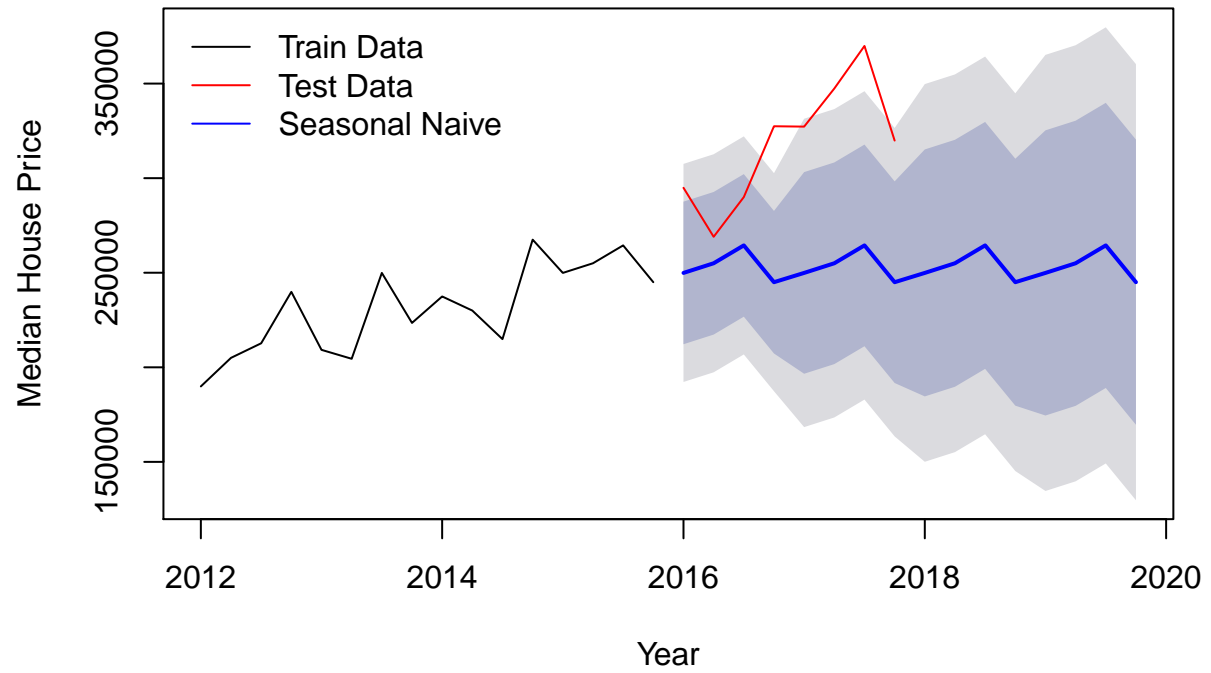 Train Data
Test Data
Seasonal Naive
Median House Price
350000
250000
150000
2012 2014 2016 2018 2020
Year